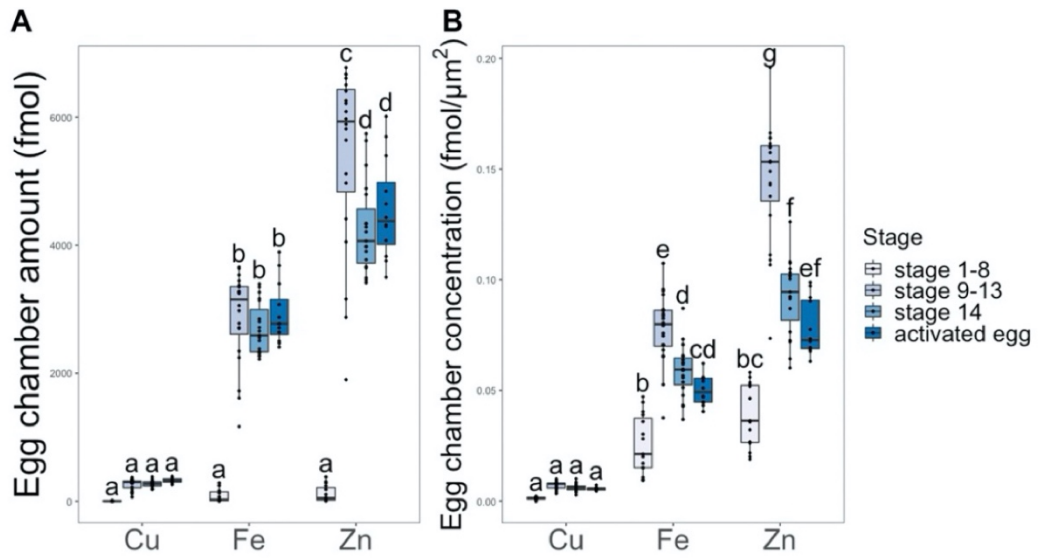 A
Egg chamber amount (fmol)
6000
4000
2000
0
a a a a
a b b b
a c d d
Cu Fe Zn
B
Egg chamber concentration (fmol/μm²)
0.20
0.15
0.10
0.05
0.00
a a a a
b e d cd
bc g f ef
Cu Fe Zn
Stage
stage 1-8
stage 9-13
stage 14
activated egg